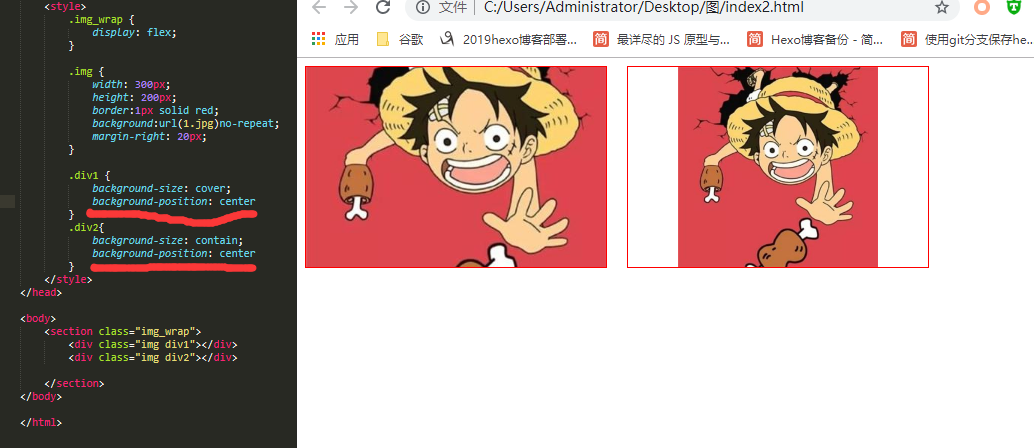 <style>
.img_wrap {
display: flex;
}
.img {
width: 300px;
height: 200px;
border:1px solid red;
background:url(1.jpg)no-repeat;
margin-right: 20px;
}
.div1 {
background-size: cover;
background-position: center
}
.div2{
background-size: contain;
background-position: center
}
</style>
</head>
<body>
<section class="img_wrap">
<div class="img div1"></div>
<div class="img div2"></div>
</section>
</body>
</html>
文件 | C:/Users/Administrator/Desktop/图/index2.html
应用 谷歌 2019hexo博客部署... 简 最详尽的 JS 原型与... 简 Hexo博客备份 - 简... 简 使用git分支保存he...